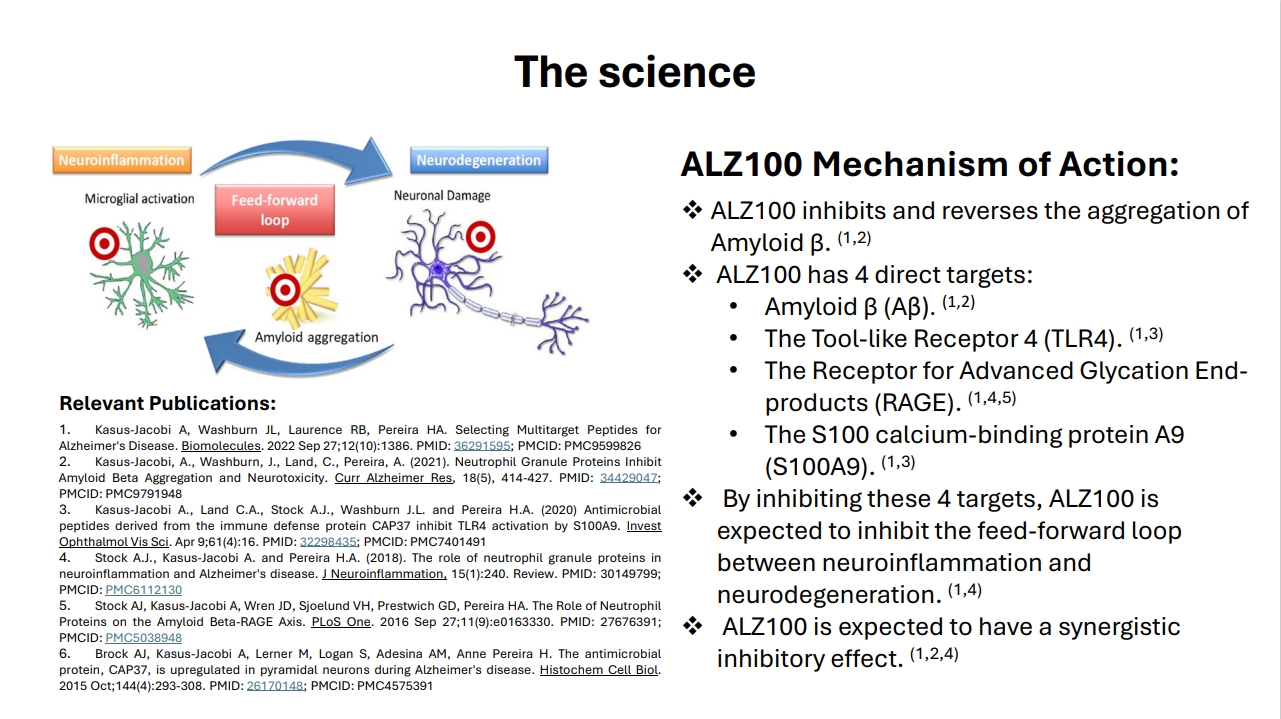 The science
Neuroinflammation
Neurodegeneration
Microglial activation
Feed-forward
loop
Neuronal Damage
Amyloid aggregation
Relevant Publications:
1. Kasus-Jacobi A, Washburn JL, Laurence RB, Pereira HA. Selecting Multitarget Peptides for
Alzheimer's Disease. Biomolecules. 2022 Sep 27;12(10):1386. PMID: 36291595; PMCID: PMC9599826
2. Kasus-Jacobi, A., Washburn, J., Land, C., Pereira, A. (2021). Neutrophil Granule Proteins Inhibit
Amyloid Beta Aggregation and Neurotoxicity. Curr Alzheimer Res, 18(5), 414-427. PMID: 34429047;
PMCID: PMC9791948
3. Kasus-Jacobi A., Land C.A., Stock A.J., Washburn J.L. and Pereira H.A. (2020) Antimicrobial
peptides derived from the immune defense protein CAP37 inhibit TLR4 activation by S100A9. Invest
Ophthalmol Vis Sci. Apr 9;61(4):16. PMID: 32298435; PMCID: PMC7401491
4. Stock A.J., Kasus-Jacobi A. and Pereira H.A. (2018). The role of neutrophil granule proteins in
neuroinflammation and Alzheimer's disease. J Neuroinflammation, 15(1):240. Review. PMID: 30149799;
PMCID: PMC6112130
5. Stock AJ, Kasus-Jacobi A, Wren JD, Sjoelund VH, Prestwich GD, Pereira HA. The Role of Neutrophil
Proteins on the Amyloid Beta-RAGE Axis. PLoS One. 2016 Sep 27;11(9):e0163330. PMID: 27676391;
PMCID: PMC5038948
6. Brock AJ, Kasus-Jacobi A, Lerner M, Logan S, Adesina AM, Anne Pereira H. The antimicrobial
protein, CAP37, is upregulated in pyramidal neurons during Alzheimer's disease. Histochem Cell Biol.
2015 Oct;144(4):293-308. PMID: 26170148; PMCID: PMC4575391
ALZ100 Mechanism of Action:
❖ ALZ100 inhibits and reverses the aggregation of
Amyloid β. (1,2)
❖ ALZ100 has 4 direct targets:
• Amyloid β (Aβ). (1,2)
• The Tool-like Receptor 4 (TLR4). (1,3)
• The Receptor for Advanced Glycation End-
products (RAGE). (1,4,5)
• The S100 calcium-binding protein A9
(S100A9). (1,3)
❖ By inhibiting these 4 targets, ALZ100 is
expected to inhibit the feed-forward loop
between neuroinflammation and
neurodegeneration. (1,4)
❖ ALZ100 is expected to have a synergistic
inhibitory effect. (1,2,4)